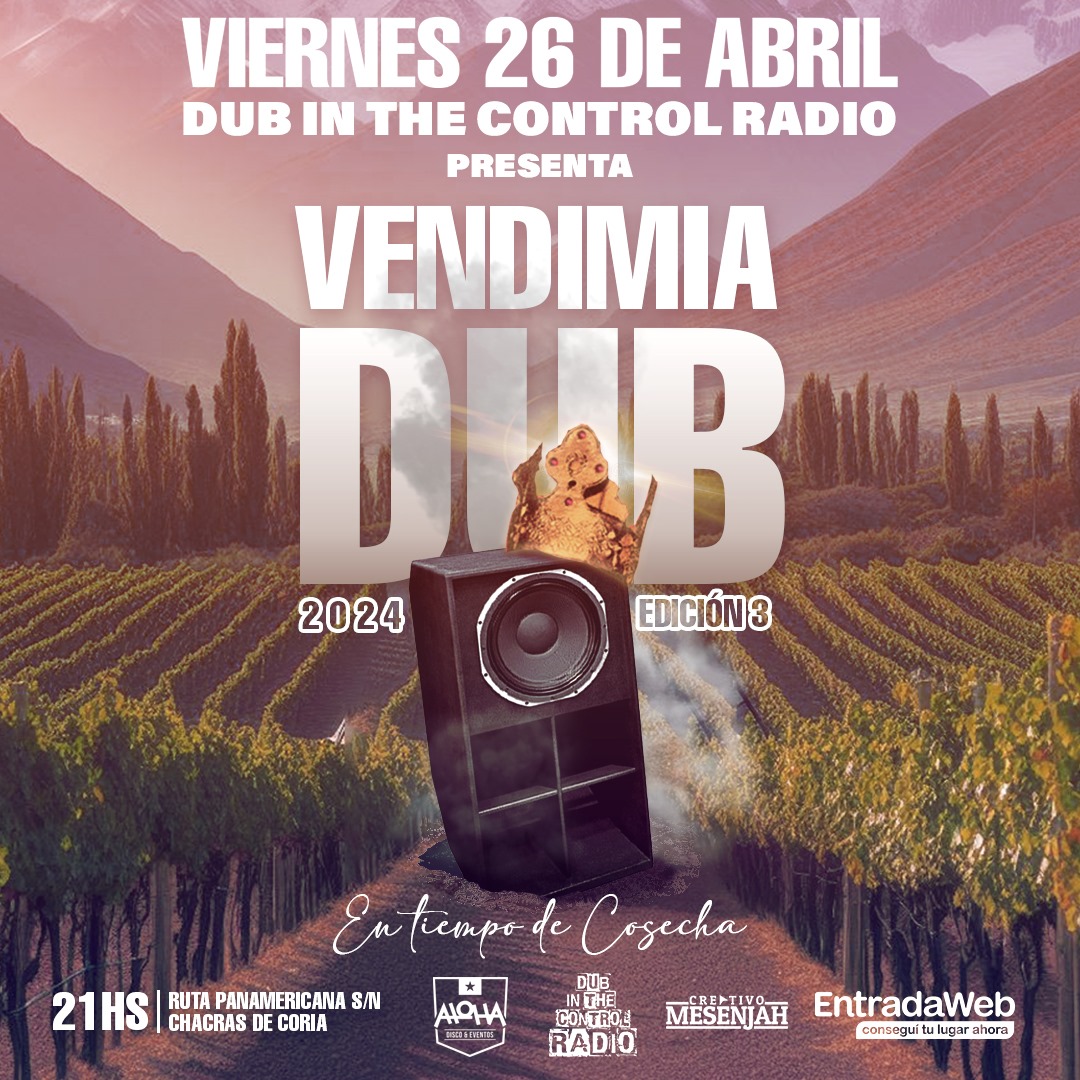 VIERNES 26 DE ABRIL
DUB IN THE CONTROL RADIO
PRESENTA
VENDIMIA
DUB
2024
EDICIÓN 3
En tiempo de Cosecha
21HS
RUTA PANAMERICANA S/N
CHACRAS DE CORIA
ALOHA
DISCO & EVENTOS
DUB
IN THE
CONTROL
RADIO
CREATIVO
MESENJAH
EntradaWeb
conseguí tu lugar ahora